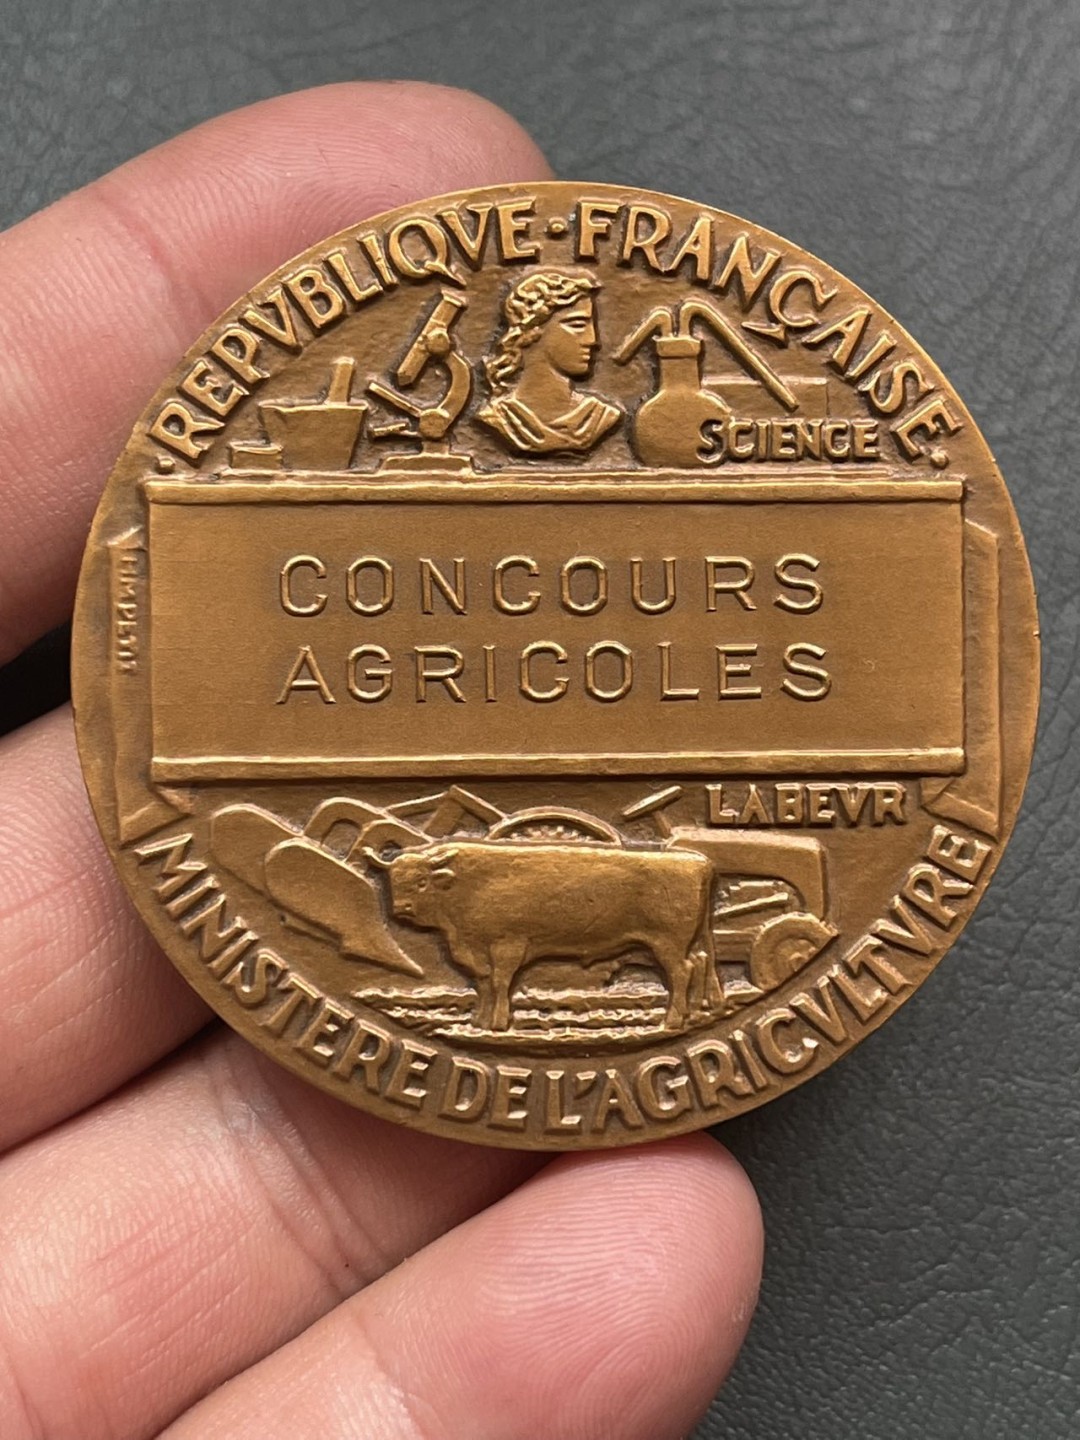 ·REPVBLIQVE·FRANÇAISE·
SCIENCE
CONCOURS
AGRICOLES
LABEVR
MINISTERE DE L'AGRICVLTVRE